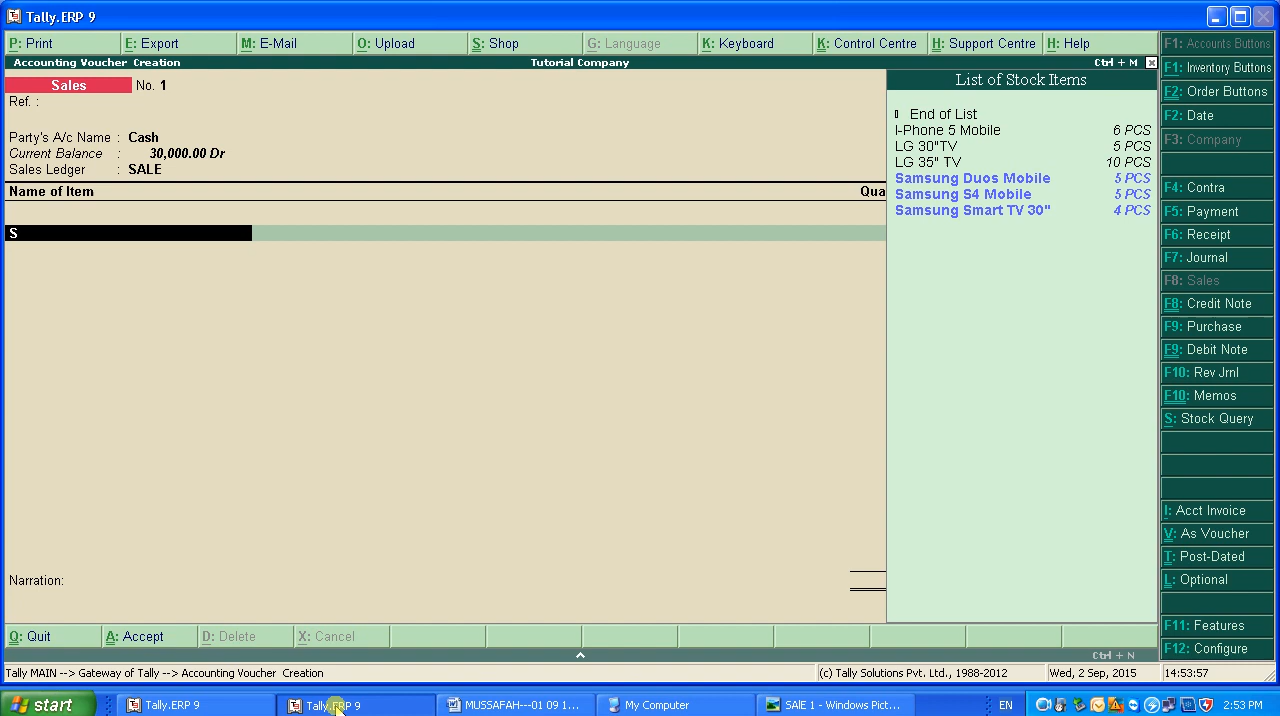 Tally.ERP 9
P: Print E: Export M: E-Mail O: Upload S: Shop G: Language K: Keyboard K: Control Centre H: Support Centre H: Help
Accounting Voucher Creation Tutorial Company Ctrl + M
Sales No. 1
Ref. :
Party's A/c Name : Cash
Current Balance : 30,000.00 Dr
Sales Ledger : SALE
Name of Item Qua
S
Narration:
List of Stock Items
End of List
I-Phone 5 Mobile 6 PCS
LG 30"TV 5 PCS
LG 35" TV 10 PCS
Samsung Duos Mobile 5 PCS
Samsung S4 Mobile 5 PCS
Samsung Smart TV 30" 4 PCS
F1: Accounts Buttons
F1: Inventory Buttons
F2: Order Buttons
F2: Date
F3: Company
F4: Contra
F5: Payment
F6: Receipt
F7: Journal
F8: Sales
F8: Credit Note
F9: Purchase
F9: Debit Note
F10: Rev Jrnl
F10: Memos
S: Stock Query
I: Acct Invoice
V: As Voucher
T: Post-Dated
L: Optional
F11: Features
F12: Configure
Q: Quit A: Accept D: Delete X: Cancel
Ctrl + N
Tally MAIN --> Gateway of Tally --> Accounting Voucher Creation (c) Tally Solutions Pvt. Ltd., 1988-2012 Wed, 2 Sep, 2015 14:53:57
start Tally.ERP 9 Tally.ERP 9 MUSSAFAH---01 09 1... My Computer SAlE 1 - Windows Pict... EN 2:53 PM